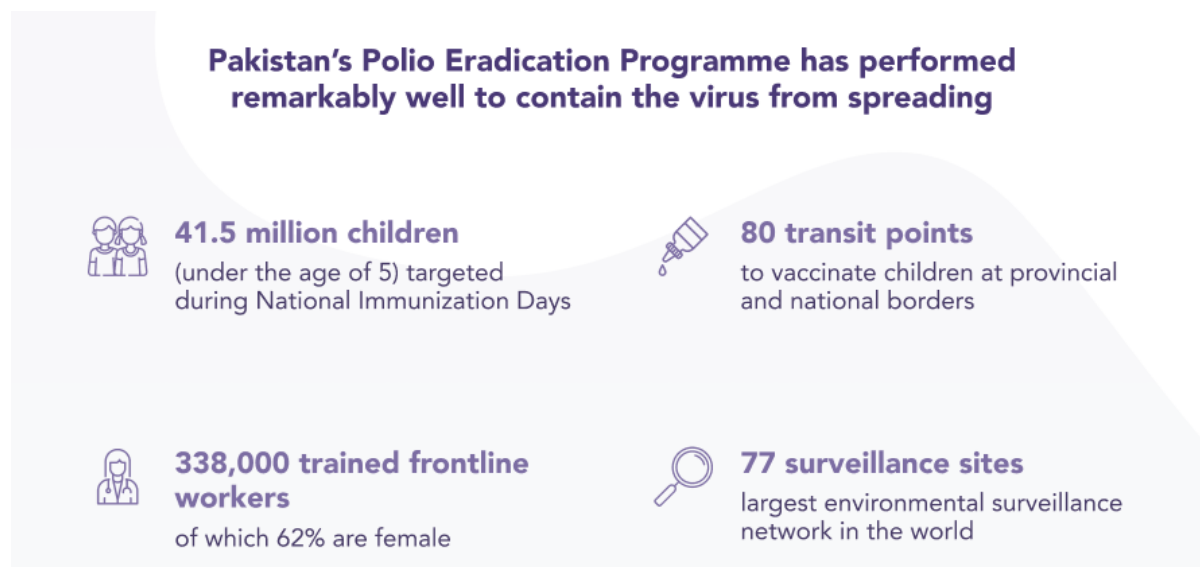 Pakistan’s Polio Eradication Programme has performed
remarkably well to contain the virus from spreading
41.5 million children
(under the age of 5) targeted
during National Immunization Days
80 transit points
to vaccinate children at provincial
and national borders
338,000 trained frontline
workers
of which 62% are female
77 surveillance sites
largest environmental surveillance
network in the world